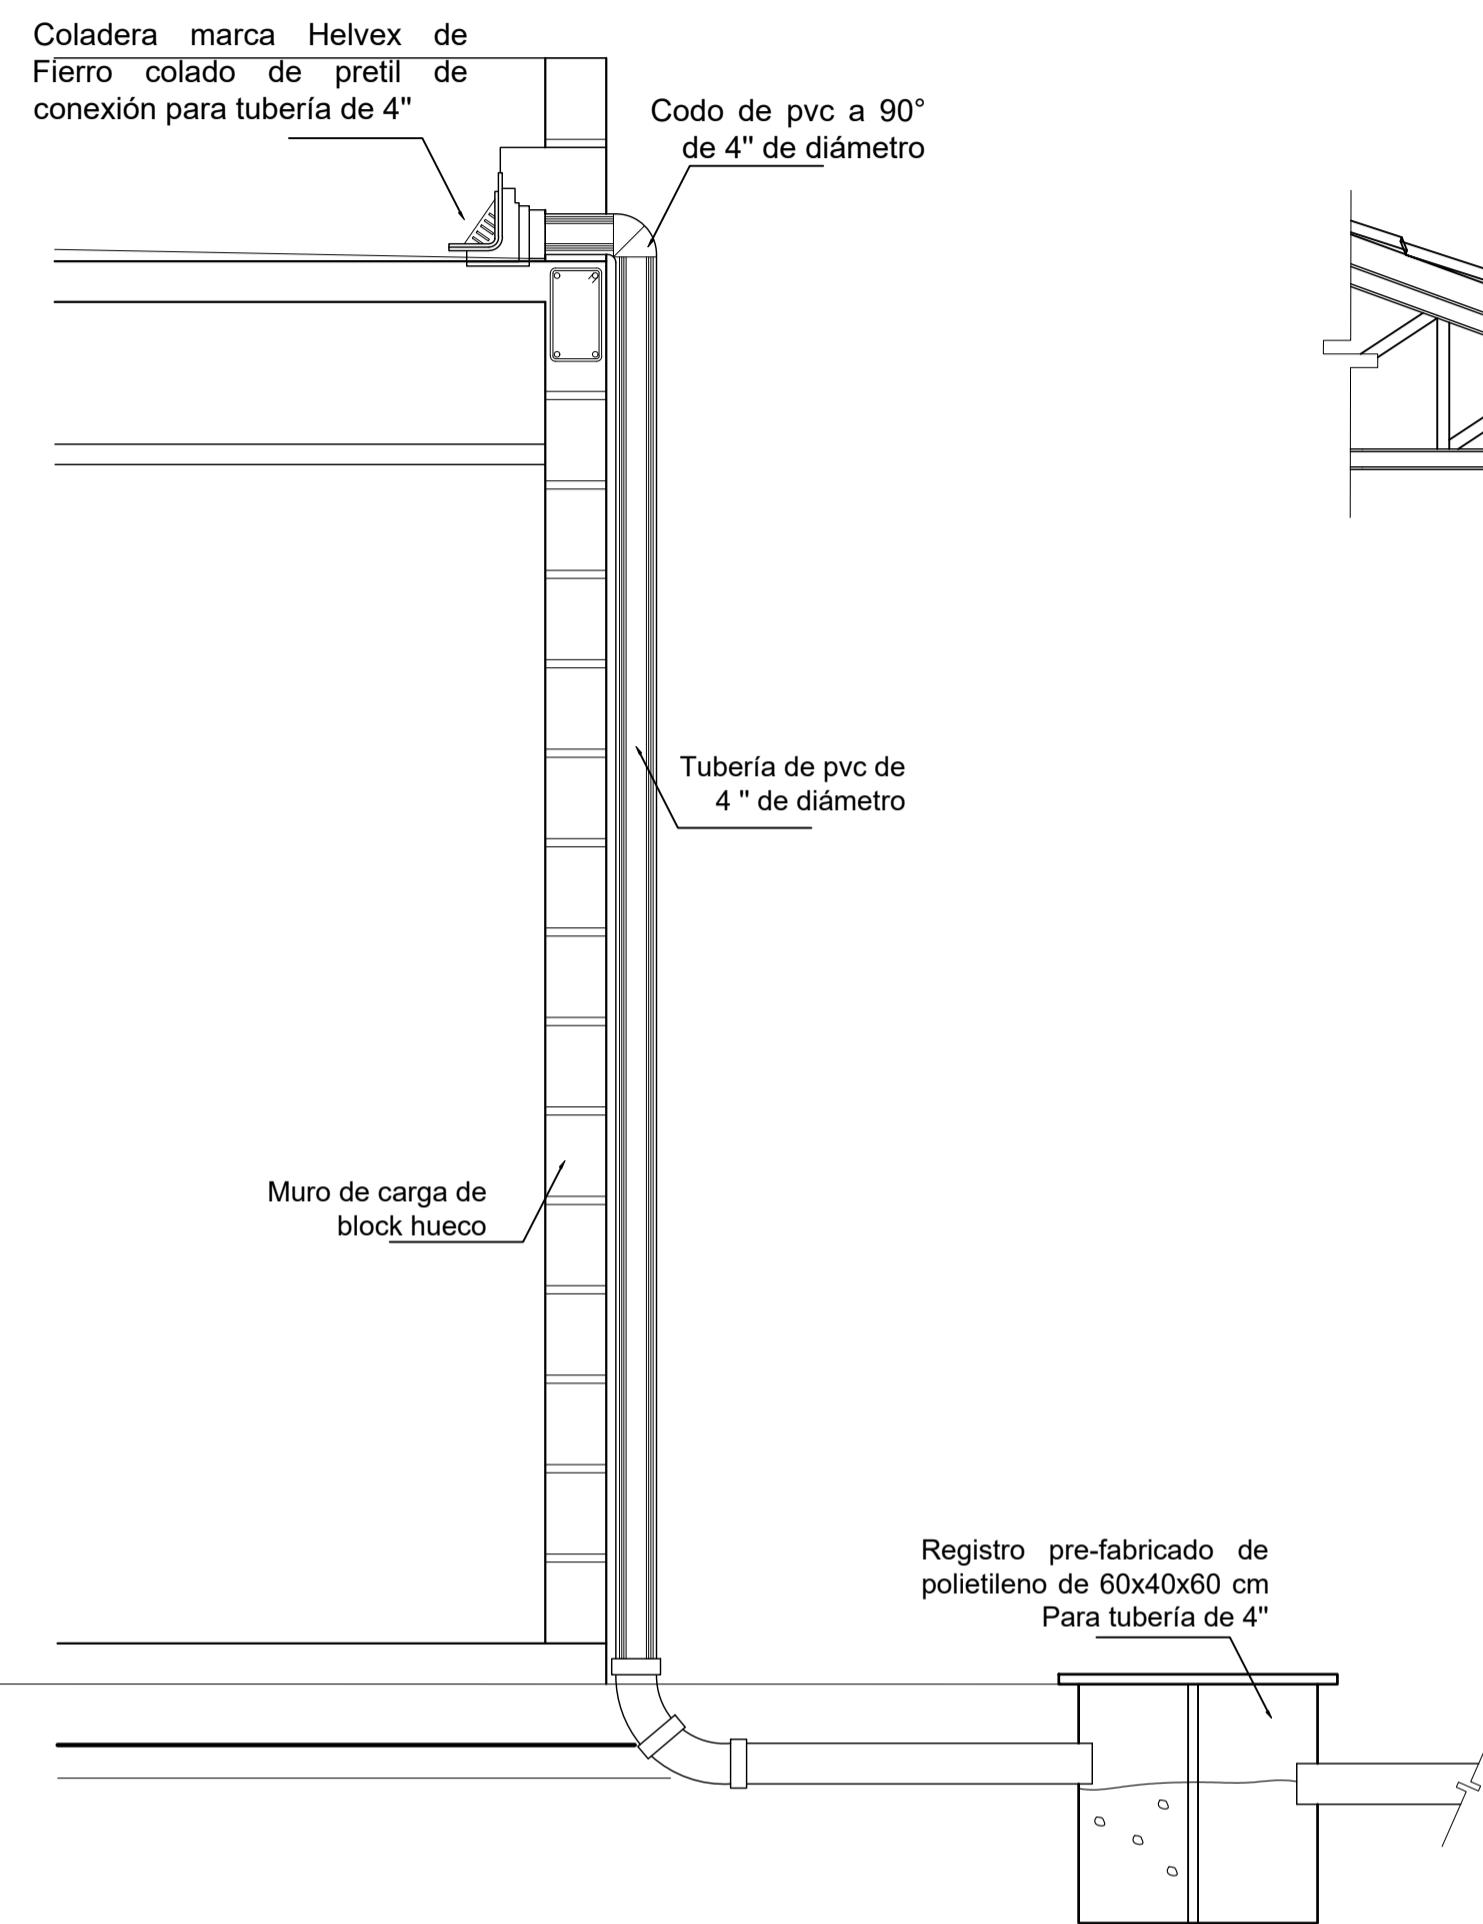 Coladera marca Helvex de
Fierro colado de pretil de
conexión para tubería de 4"
Codo de pvc a 90°
de 4" de diámetro
Tubería de pvc de
4 " de diámetro
Muro de carga de
block hueco
Registro pre-fabricado de
polietileno de 60x40x60 cm
Para tubería de 4"